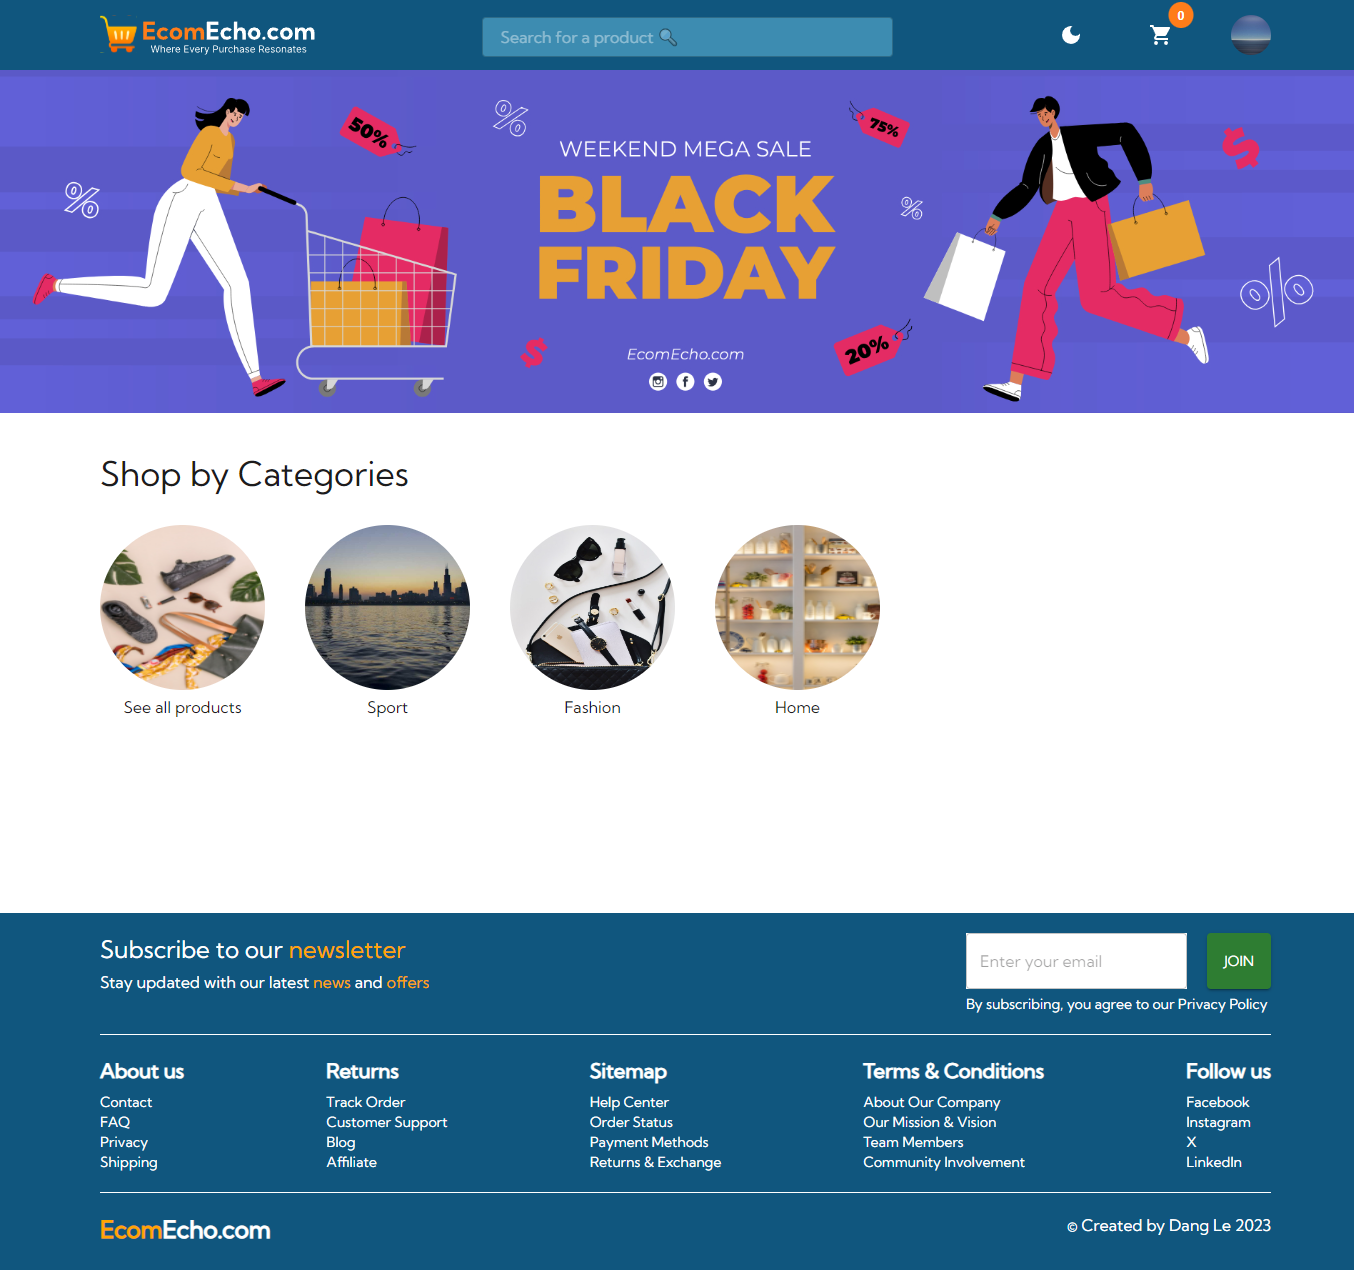 EcomEcho.com
Where Every Purchase Resonates
Search for a product
0
50%
%
75%
WEEKEND MEGA SALE
$
%
BLACK
%
FRIDAY
%
$
20%
EcomEcho.com
Shop by Categories
See all products
Sport
Fashion
Home
Subscribe to our newsletter
Stay updated with our latest news and offers
Enter your email
JOIN
By subscribing, you agree to our Privacy Policy
About us
Contact
FAQ
Privacy
Shipping
Returns
Track Order
Customer Support
Blog
Affiliate
Sitemap
Help Center
Order Status
Payment Methods
Returns & Exchange
Terms & Conditions
About Our Company
Our Mission & Vision
Team Members
Community Involvement
Follow us
Facebook
Instagram
X
LinkedIn
EcomEcho.com
© Created by Dang Le 2023